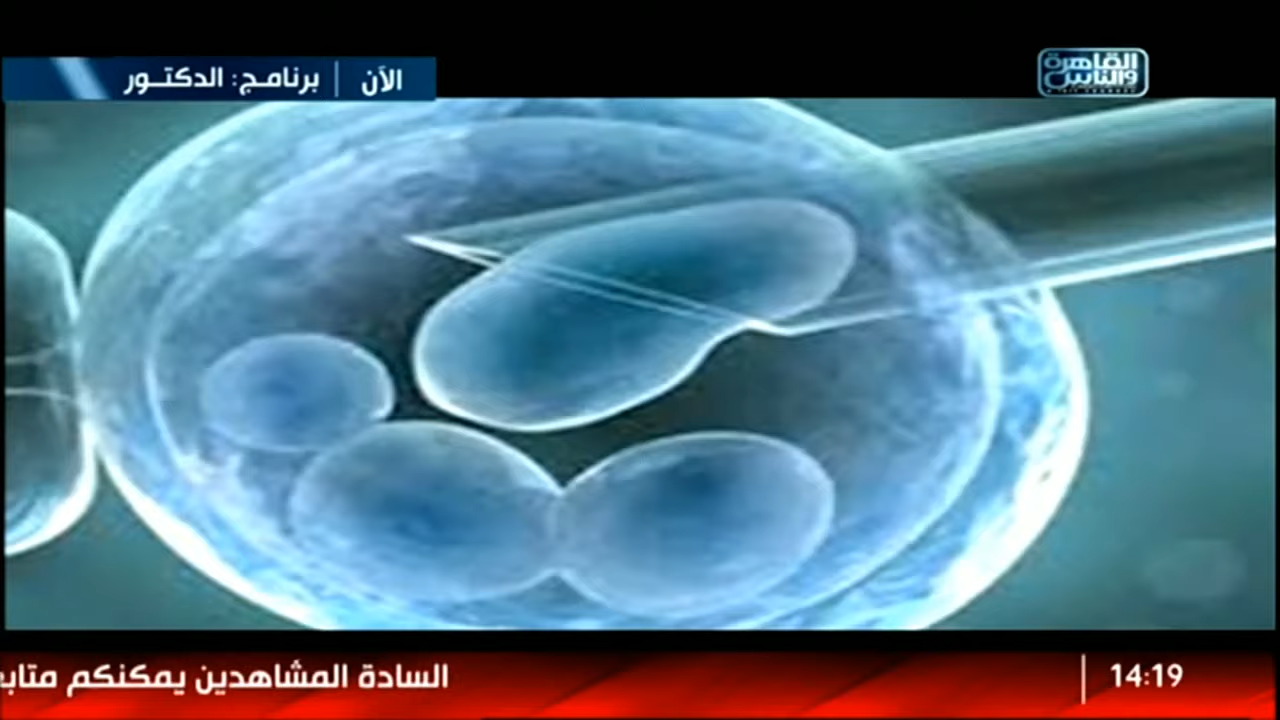 الآن | برنامج: الدكتور
القاهرة
والناس
السادة المشاهدين يمكنكم
14:19